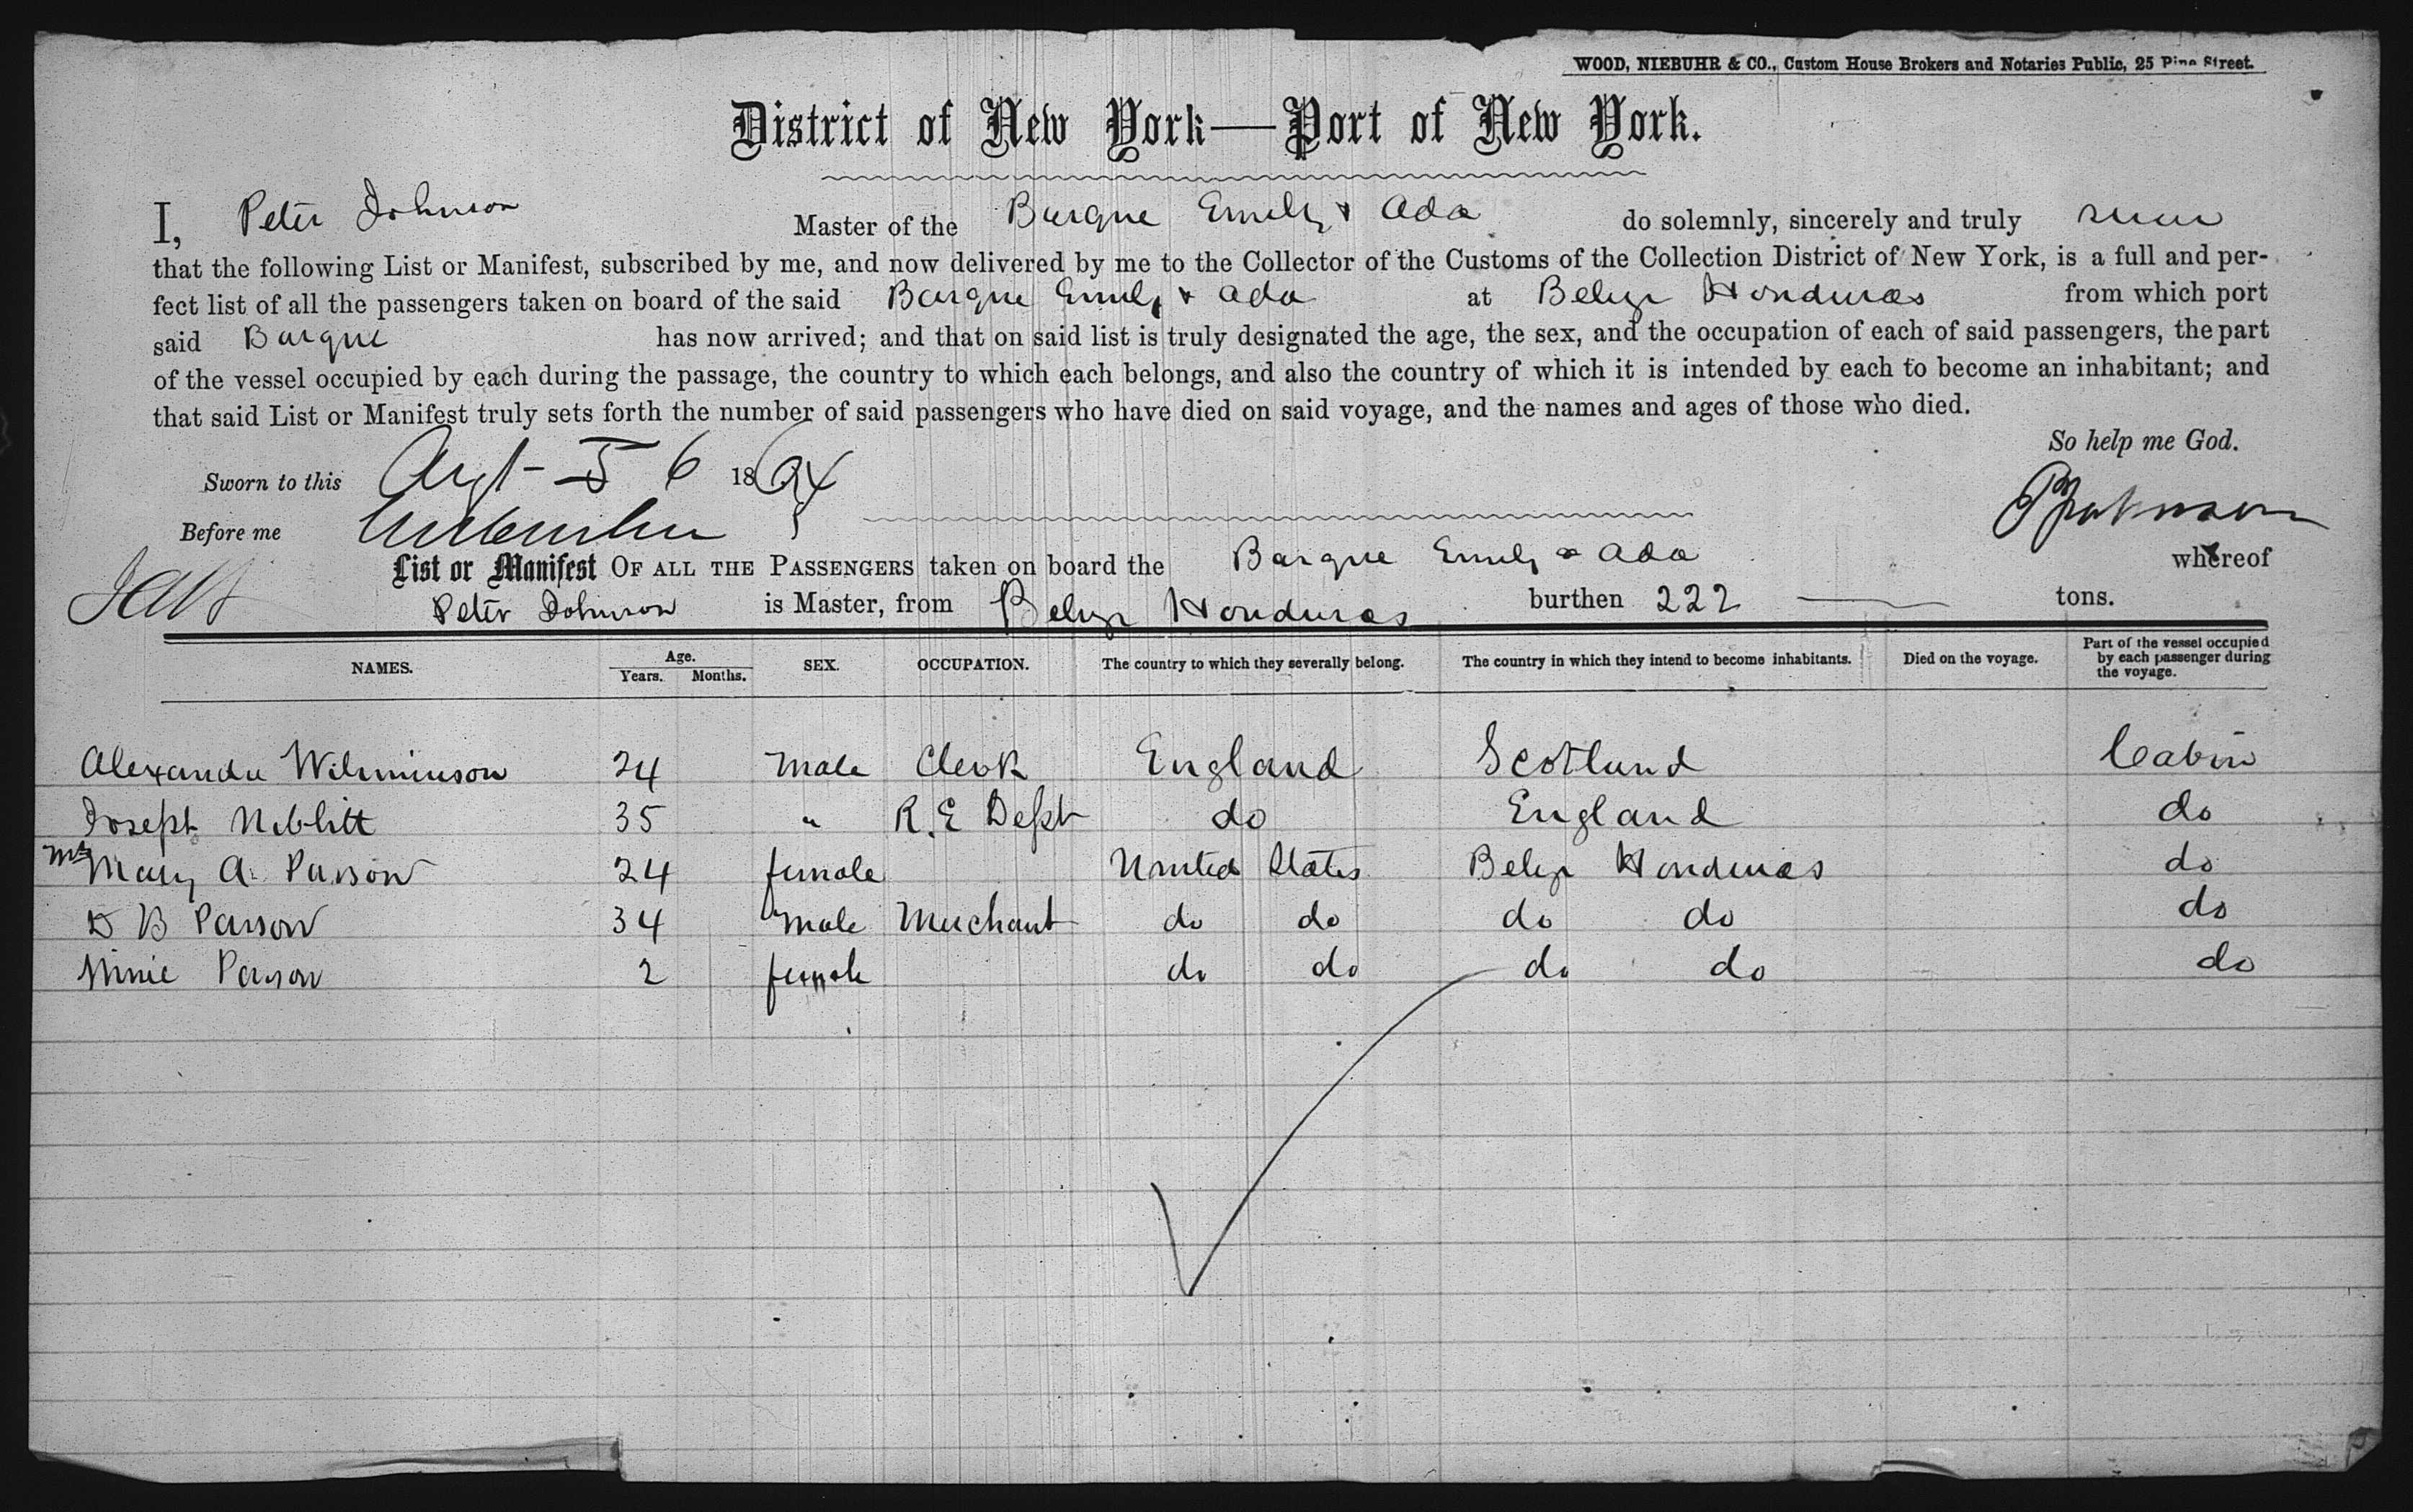 WOOD, NIEBUHR & CO., Custom House Brokers and Notaries Public, 25 Pine Street.
District of New York—Port of New York.
I, Peter Johnson Master of the Barque Emily & Ada do solemnly, sincerely and truly swear
that the following List or Manifest, subscribed by me, and now delivered by me to the Collector of the Customs of the Collection District of New York, is a full and per-
fect list of all the passengers taken on board of the said Barque Emily & Ada at Belize Honduras from which port
said Barque has now arrived; and that on said list is truly designated the age, the sex, and the occupation of each of said passengers, the part
of the vessel occupied by each during the passage, the country to which each belongs, and also the country of which it is intended by each to become an inhabitant; and
that said List or Manifest truly sets forth the number of said passengers who have died on said voyage, and the names and ages of those who died.
So help me God.
Sworn to this Augt 6 1864
Before me
P Johnson
List or Manifest OF ALL THE PASSENGERS taken on board the Barque Emily & Ada whereof
Peter Johnson is Master, from Belize Honduras burthen 222 tons.
NAMES. Age. Years. Months. SEX. OCCUPATION. The country to which they severally belong. The country in which they intend to become inhabitants. Died on the voyage. Part of the vessel occupied by each passenger during the voyage.
Alexander 24 Male Clerk England Scotland Cabin
Joseph Niblitt 35 " R.E Dept do England do
Mrs Mary A. Parson 24 female United States Belize Honduras do
D B Parson 34 Male Merchant do do do do do
Minie Parson 2 female do do do do do